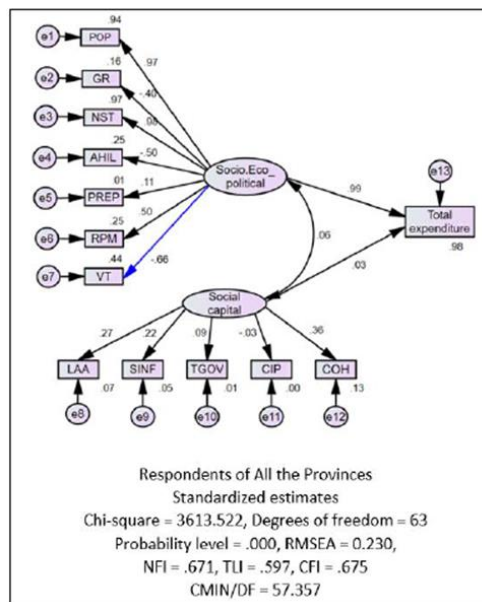 .94
e1 POP
.97
.16
e2 GR
-.40
.97
e3 NST
.98
.25
e4 AHIL
-.50
Socio.Eco_
political
.01
e5 PREP
.11
.99
e13
Total
expenditure
.98
.25
e6 RPM
.50
.06
.44
e7 VT
-.66
.03
Social
capital
.27 .22 .09 -.03 .36
LAA SINF TGOV CIP COH
.07 .05 .01 .00 .13
e8 e9 e10 e11 e12
Respondents of All the Provinces
Standardized estimates
Chi-square = 3613.522, Degrees of freedom = 63
Probability level = .000, RMSEA = 0.230,
NFI = .671, TLI = .597, CFI = .675
CMIN/DF = 57.357